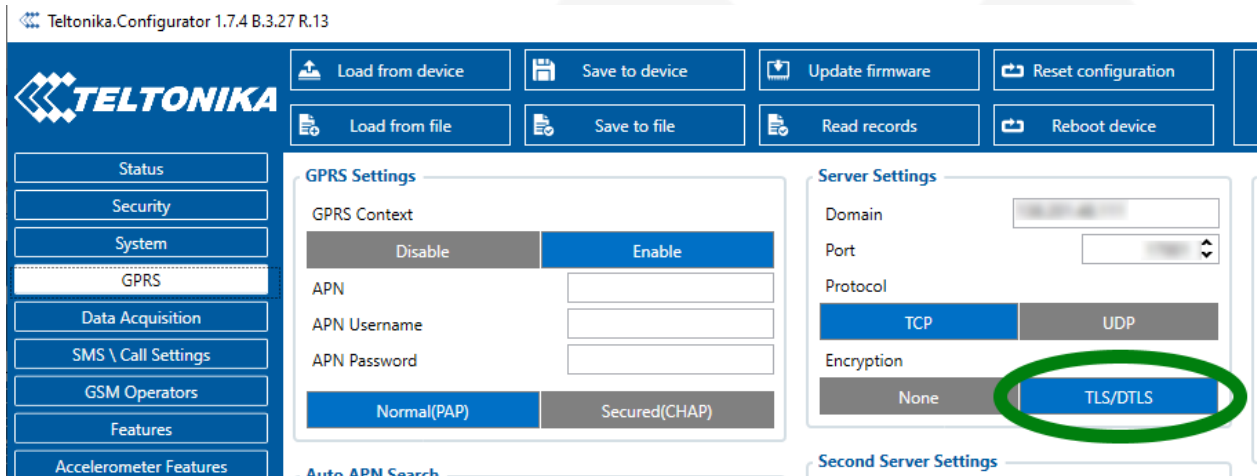 Teltonika.Configurator 1.7.4 B.3.27 R.13
TELTONIKA
Load from device
Save to device
Update firmware
Reset configuration
Load from file
Save to file
Read records
Reboot device
Status
Security
System
GPRS
Data Acquisition
SMS \ Call Settings
GSM Operators
Features
Accelerometer Features
GPRS Settings
GPRS Context
Disable Enable
APN
APN Username
APN Password
Normal(PAP) Secured(CHAP)
Auto APN Search
Server Settings
Domain
Port
Protocol
TCP UDP
Encryption
None TLS/DTLS
Second Server Settings